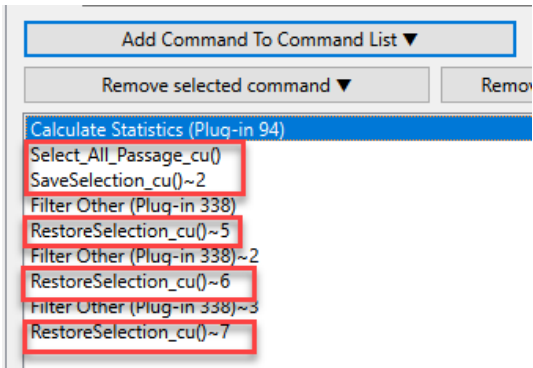 Add Command To Command List ▼
Remove selected command ▼
Calculate Statistics (Plug-in 94)
Select_All_Passage_cu()
SaveSelection_cu()~2
Filter Other (Plug-in 338)
RestoreSelection_cu()~5
Filter Other (Plug-in 338)~2
RestoreSelection_cu()~6
Filter Other (Plug-in 338)~3
RestoreSelection_cu()~7